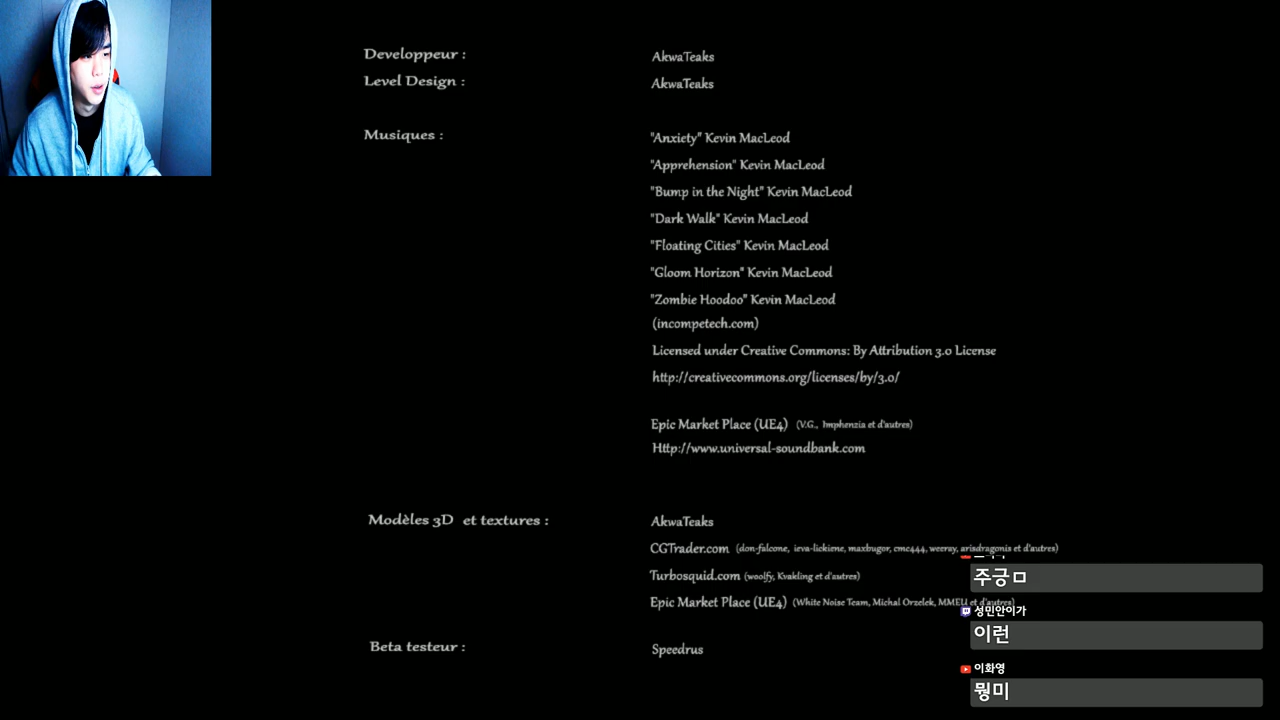 Developpeur : AkwaTeaks
Level Design : AkwaTeaks
Musiques : "Anxiety" Kevin MacLeod
"Apprehension" Kevin MacLeod
"Bump in the Night" Kevin MacLeod
"Dark Walk" Kevin MacLeod
"Floating Cities" Kevin MacLeod
"Gloom Horizon" Kevin MacLeod
"Zombie Hoodoo" Kevin MacLeod
(incompetech.com)
Licensed under Creative Commons: By Attribution 3.0 License
http://creativecommons.org/licenses/by/3.0/
Epic Market Place (UE4) (V.G., Imphenzia et d'autres)
Http://www.universal-soundbank.com
Modèles 3D et textures : AkwaTeaks
CGTrader.com (don-falcone, ieva-lickiene, maxbugor, cmc444, weeray, arisdragonis et d'autres)
Turbosquid.com (woolfy, Kvakling et d'autres)
Epic Market Place (UE4) (White Noise Team, Michal Orzelek, MMEU et d'autres)
Beta testeur : Speedrus
주긍ㅁ
성민안이가
이런
이화영
뭥미